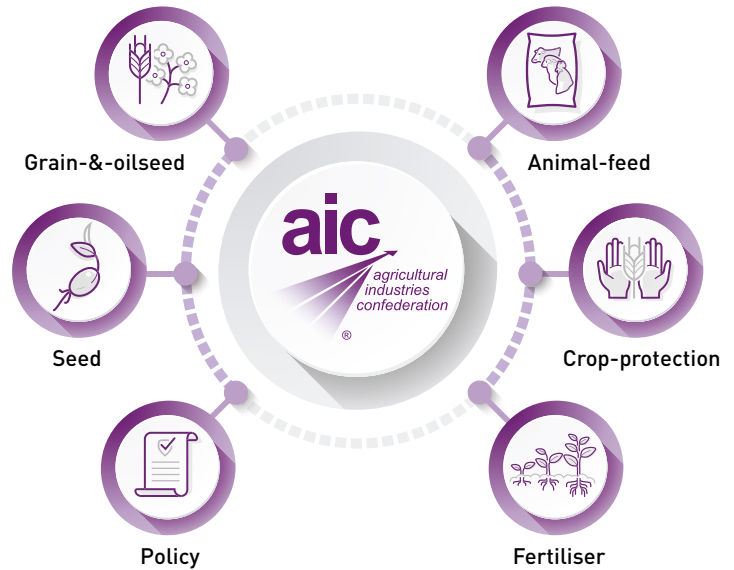 Grain-&-oilseed
Animal-feed
aic
agricultural
industries
confederation
®
Seed
Crop-protection
Policy
Fertiliser